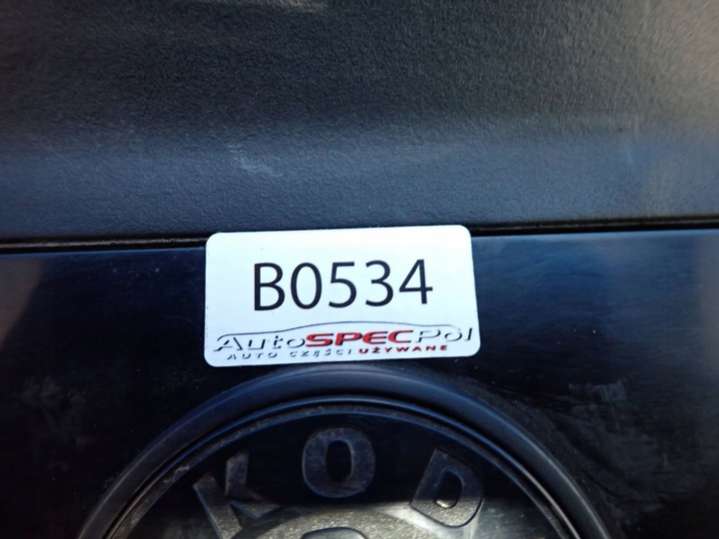 B0534
AutoSPECPol
AUTO CZĘŚCI UŻYWANE
KOD